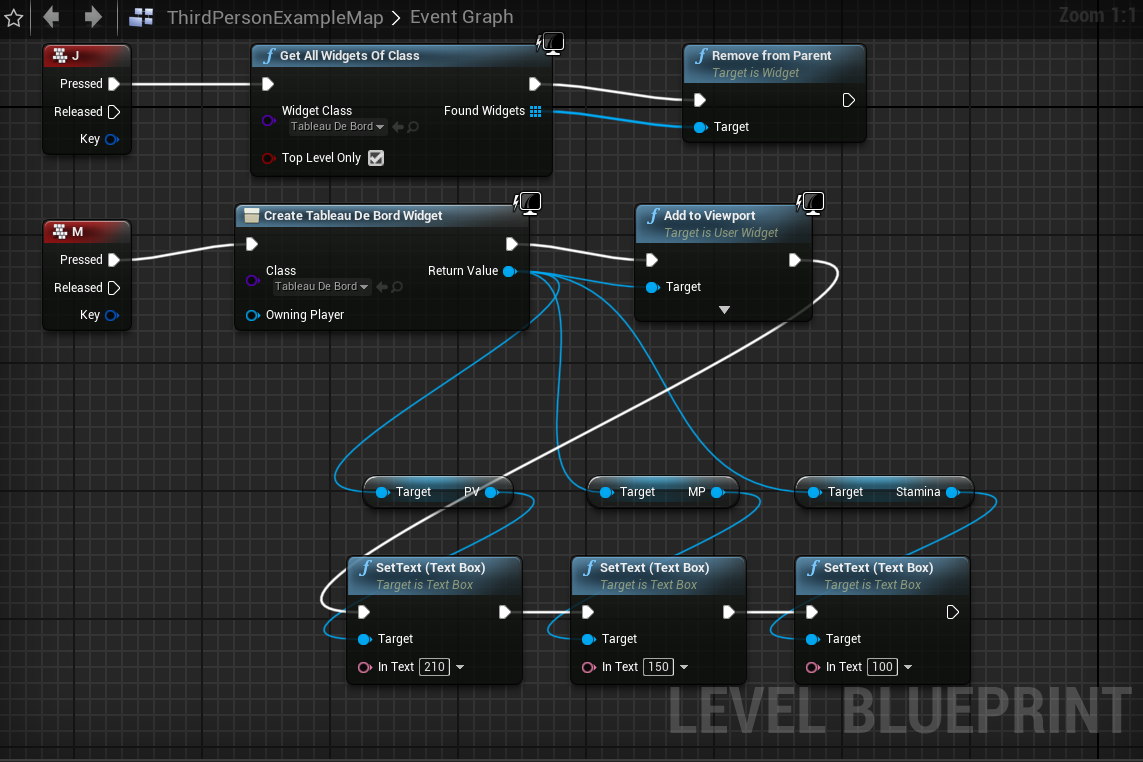 ThirdPersonExampleMap > Event Graph
Zoom 1:1
J
Pressed
Released
Key
Get All Widgets Of Class
Widget Class
Tableau De Bord
Found Widgets
Top Level Only
Remove from Parent
Target is Widget
Target
M
Pressed
Released
Key
Create Tableau De Bord Widget
Class
Tableau De Bord
Return Value
Owning Player
Add to Viewport
Target is User Widget
Target
Target PV
Target MP
Target Stamina
SetText (Text Box)
Target is Text Box
Target
In Text 210
SetText (Text Box)
Target is Text Box
Target
In Text 150
SetText (Text Box)
Target is Text Box
Target
In Text 100
LEVEL BLUEPRINT